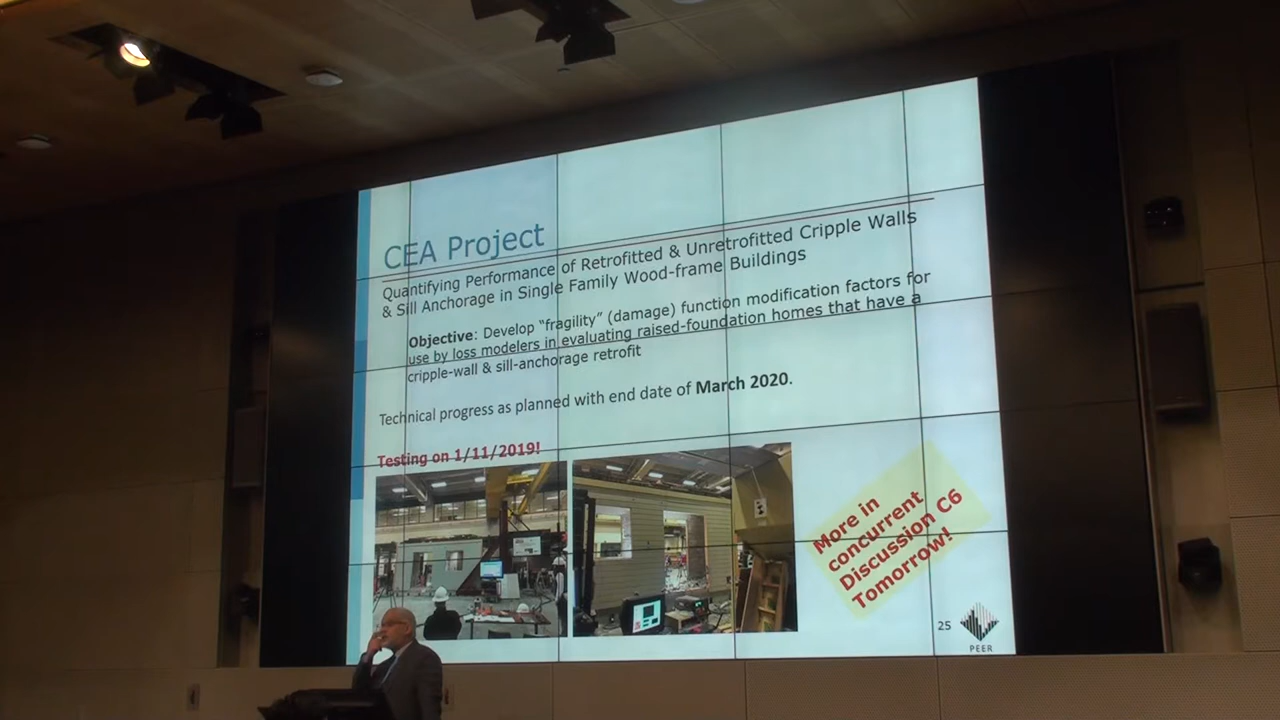 CEA Project
Quantifying Performance of Retrofitted & Unretrofitted Cripple Walls
& Sill Anchorage in Single Family Wood-frame Buildings
Objective: Develop “fragility” (damage) function modification factors for
use by loss modelers in evaluating raised-foundation homes that have a
cripple-wall & sill-anchorage retrofit
Technical progress as planned with end date of March 2020.
Testing on 1/11/2019!
More in
concurrent
Discussion C6
Tomorrow!
25
PEER